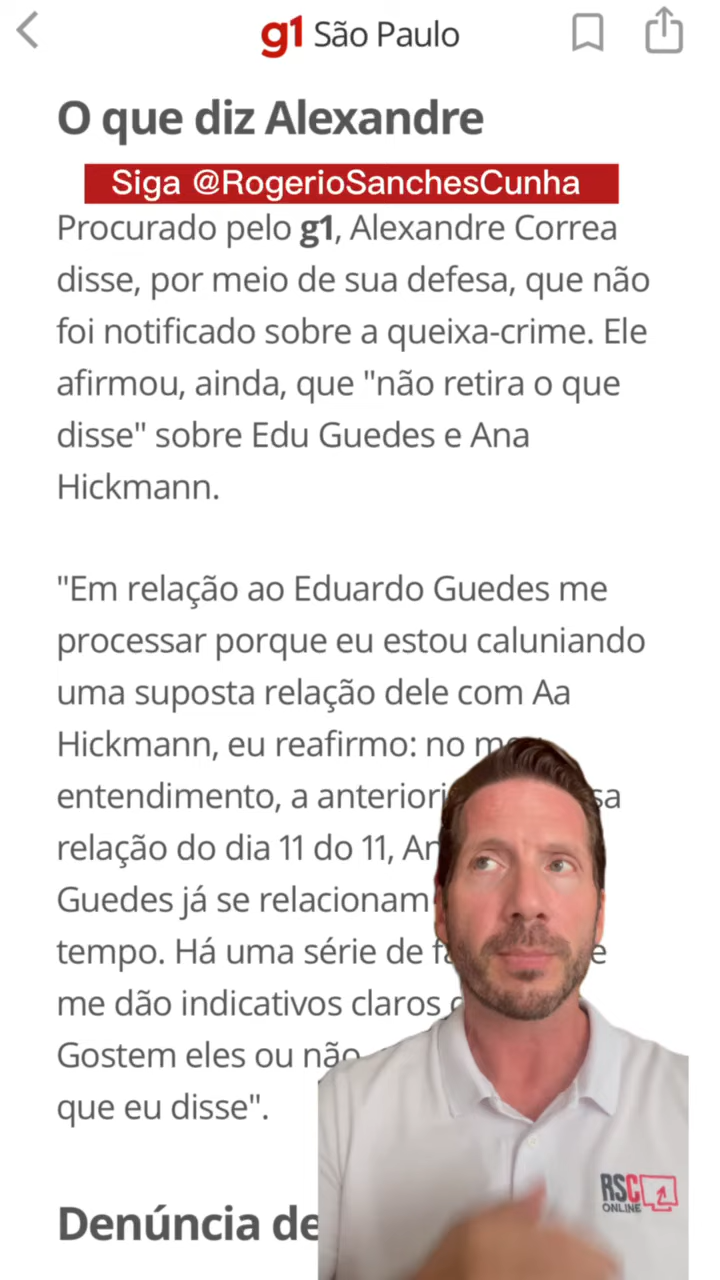 g1 São Paulo
O que diz Alexandre
Siga @RogerioSanchesCunha
Procurado pelo g1, Alexandre Correa
disse, por meio de sua defesa, que não
foi notificado sobre a queixa-crime. Ele
afirmou, ainda, que "não retira o que
disse" sobre Edu Guedes e Ana
Hickmann.
"Em relação ao Eduardo Guedes me
processar porque eu estou caluniando
uma suposta relação dele com Aa
Hickmann, eu reafirmo: no
entendimento, a
relação do dia 11 do 11,
Guedes já se relacionam
tempo. Há uma série de
me dão indicativos claros
Gostem eles ou não
que eu disse".
Denúncia de
RSC
ONLINE